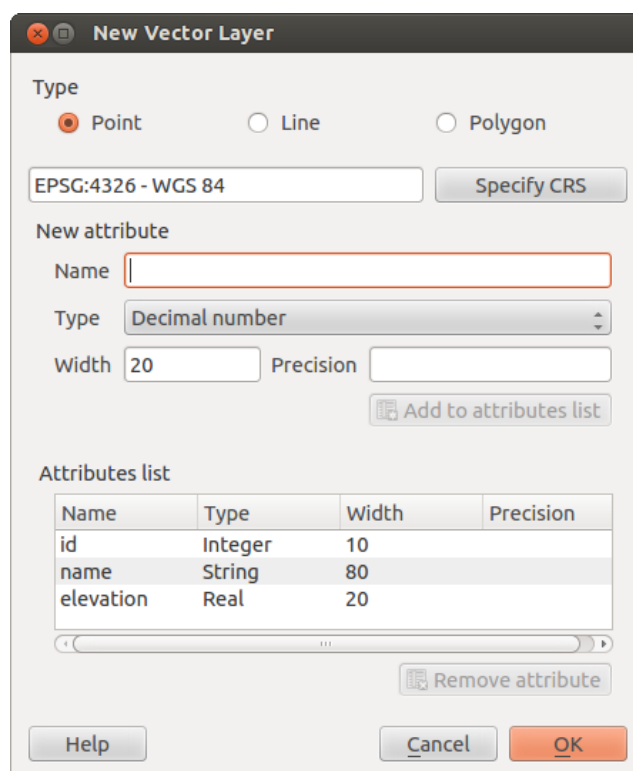 New Vector Layer
Type
Point Line Polygon
EPSG:4326 - WGS 84 Specify CRS
New attribute
Name
Type Decimal number
Width 20 Precision
Add to attributes list
Attributes list
Name Type Width Precision
id Integer 10
name String 80
elevation Real 20
Remove attribute
Help Cancel OK